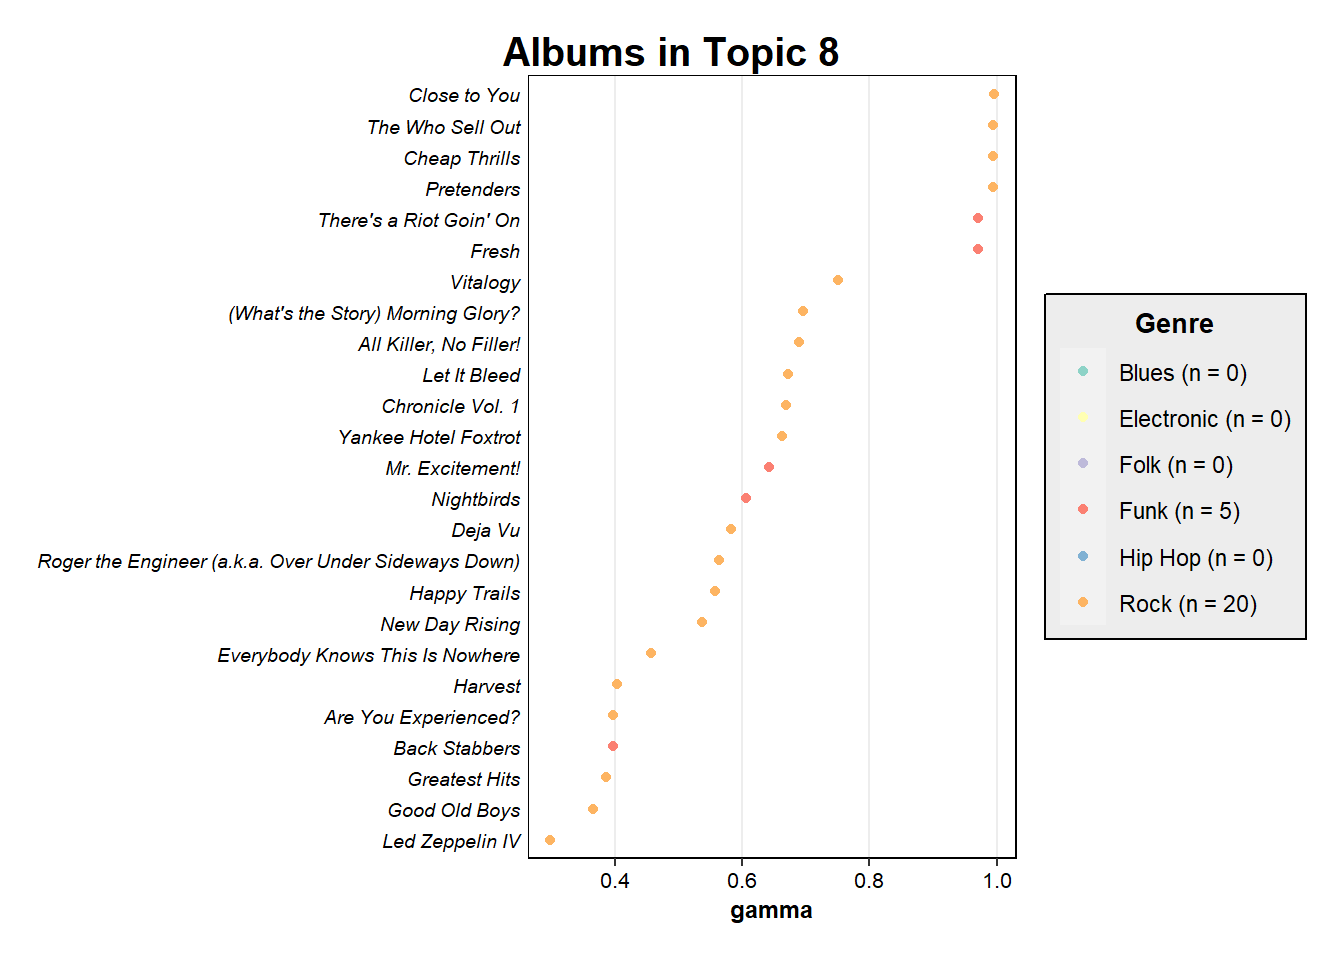 Albums in Topic 8
Close to You
The Who Sell Out
Cheap Thrills
Pretenders
There's a Riot Goin' On
Fresh
Vitalogy
(What's the Story) Morning Glory?
All Killer, No Filler!
Let It Bleed
Chronicle Vol. 1
Yankee Hotel Foxtrot
Mr. Excitement!
Nightbirds
Deja Vu
Roger the Engineer (a.k.a. Over Under Sideways Down)
Happy Trails
New Day Rising
Everybody Knows This Is Nowhere
Harvest
Are You Experienced?
Back Stabbers
Greatest Hits
Good Old Boys
Led Zeppelin IV
0.4 0.6 0.8 1.0
gamma
Genre
Blues (n = 0)
Electronic (n = 0)
Folk (n = 0)
Funk (n = 5)
Hip Hop (n = 0)
Rock (n = 20)